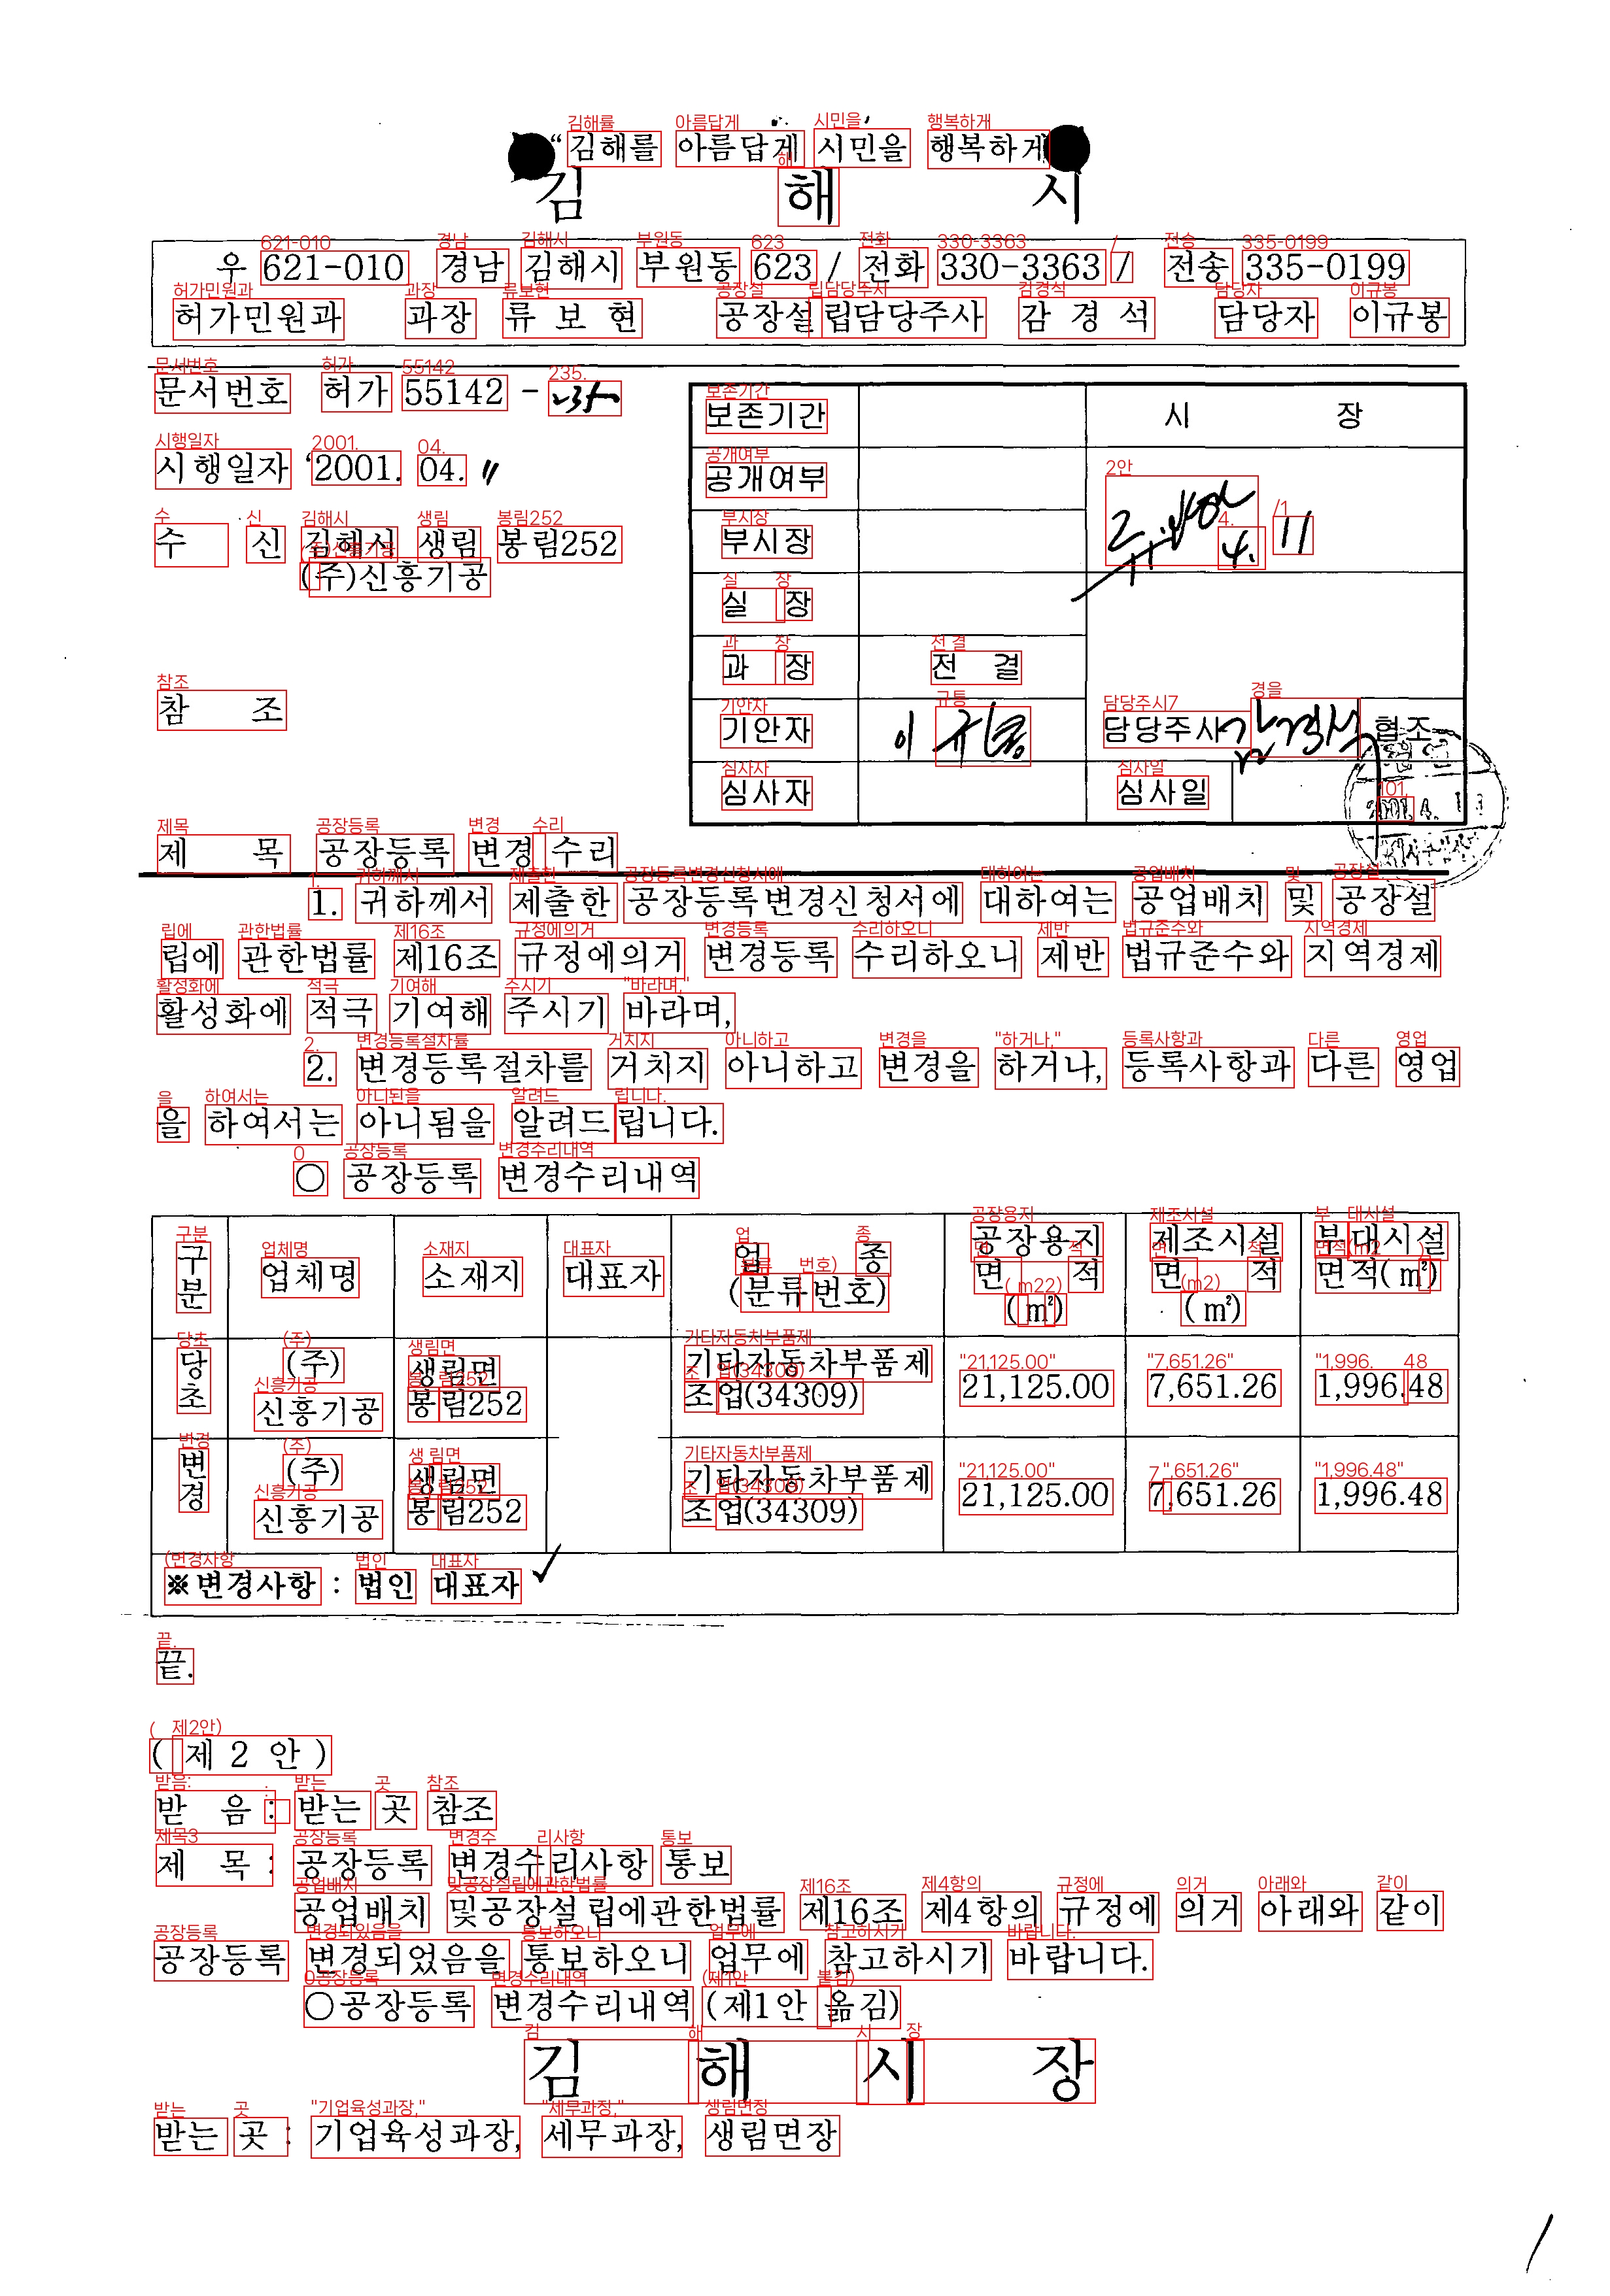 “김해를 아름답게 시민을 행복하게
김 해 시
우 621-010 경남 김해시 부원동 623 / 전화 330-3363 / 전송 335-0199
허가민원과 과장 류 보 현 공장설립담당주사 감 경 석 담당자 이규봉
문서번호 허가 55142 -
시행일자 '2001. 04. 〃
수 신 김해시 생림 봉림252
(주)신흥기공
참 조
보존기간 시 장
공개여부
부시장 4. 11
실 장
과 장 전 결
기안자 이 규 담당주사 김경석 협조
심사자 심사일
제 목 공장등록 변경 수리
1. 귀하께서 제출한 공장등록변경신청서에 대하여는 공업배치 및 공장설
립에 관한법률 제16조 규정에의거 변경등록 수리하오니 제반 법규준수와 지역경제
활성화에 적극 기여해 주시기 바라며,
2. 변경등록절차를 거치지 아니하고 변경을 하거나, 등록사항과 다른 영업
을 하여서는 아니됨을 알려드립니다.
○ 공장등록 변경수리내역
구분 업체명 소재지 대표자 업 종 (분류번호) 공장용지 면 적 (㎡) 제조시설 면 적 (㎡) 부대시설 면적(㎡)
당초 (주)신흥기공 생림면 봉림252 기타자동차부품제조업(34309) 21,125.00 7,651.26 1,996.48
변경 (주)신흥기공 생림면 봉림252 기타자동차부품제조업(34309) 21,125.00 7,651.26 1,996.48
※변경사항 : 법인 대표자 ✓
끝.
( 제 2 안 )
받 음 : 받는 곳 참조
제 목 : 공장등록 변경수리사항 통보
공업배치 및공장설립에관한법률 제16조 제4항의 규정에 의거 아래와 같이
공장등록 변경되었음을 통보하오니 업무에 참고하시기 바랍니다.
○공장등록 변경수리내역 (제1안 옮김)
김 해 시 장
받는 곳 : 기업육성과장, 세무과장, 생림면장